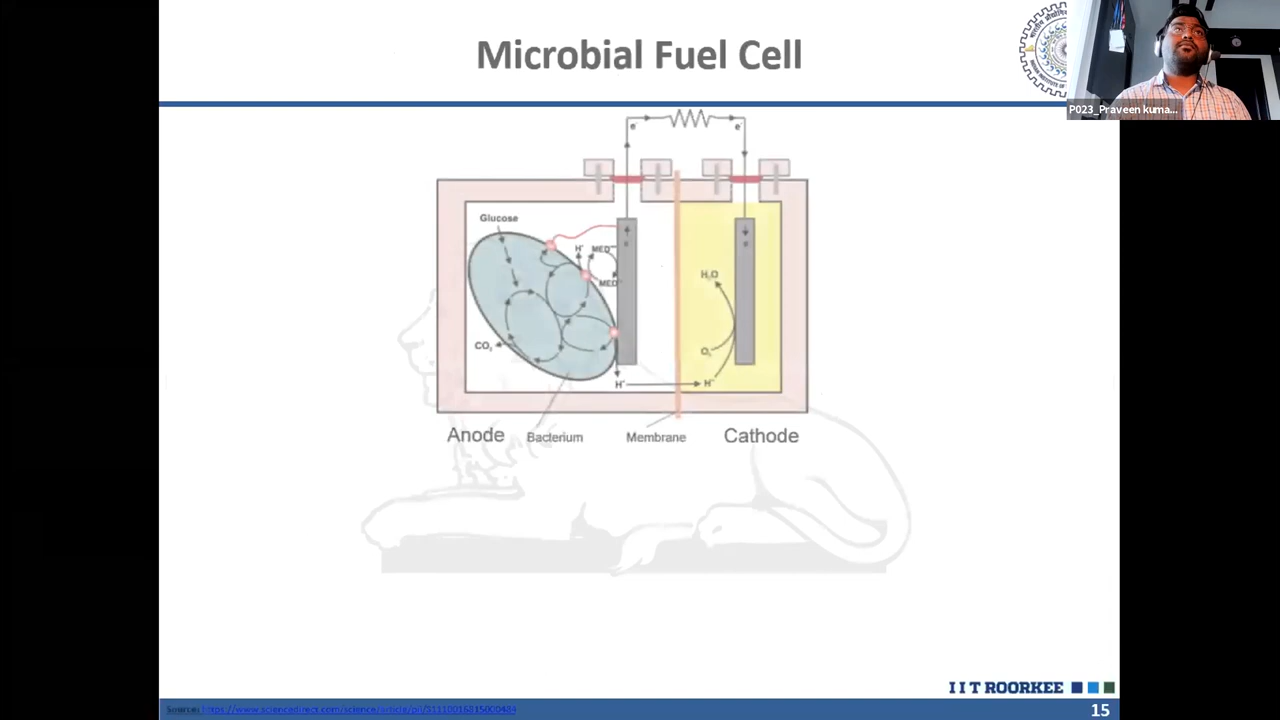 Microbial Fuel Cell
P023_Praveen kuma...
e⁻
e⁻
Glucose
H⁺
MED
MED
H₂O
CO₂
O₂
H⁺
H⁺
Anode
Bacterium
Membrane
Cathode
IIT ROORKEE
Source: https://www.sciencedirect.com/science/article/pii/
15